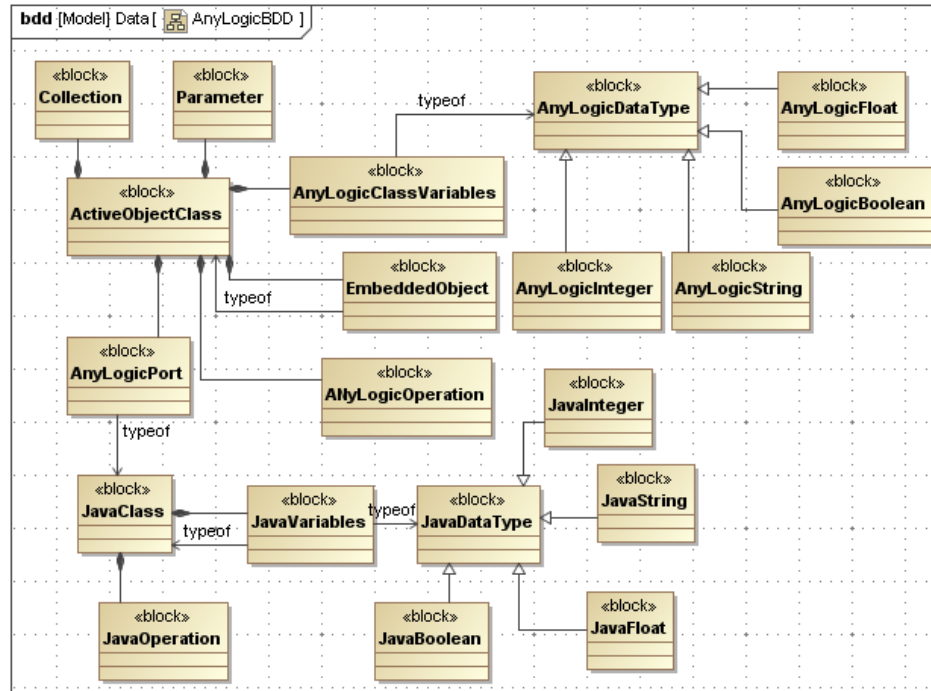 bdd [Model] Data [ AnyLogicBDD ]
«block»
Collection
«block»
Parameter
«block»
AnyLogicDataType
«block»
AnyLogicFloat
typeof
«block»
AnyLogicClassVariables
«block»
ActiveObjectClass
«block»
AnyLogicBoolean
«block»
EmbeddedObject
typeof
«block»
AnyLogicInteger
«block»
AnyLogicString
«block»
AnyLogicPort
«block»
ANyLogicOperation
«block»
JavaInteger
typeof
«block»
JavaClass
«block»
JavaVariables
typeof
typeof
«block»
JavaDataType
«block»
JavaString
«block»
JavaOperation
«block»
JavaBoolean
«block»
JavaFloat